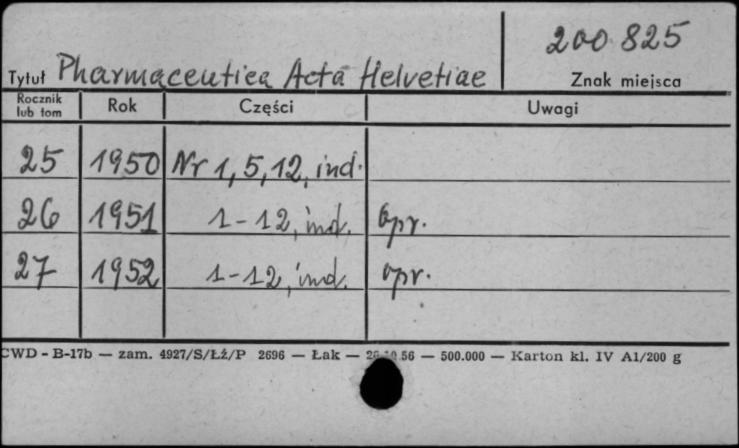 200 825
Tytuł Pharmaceutica Acta Helvetiae Znak miejsca
Rocznik lub tom Rok Części Uwagi
25 1950 Nr 1, 5, 12, ind.
26 1951 1-12, ind. opr.
27 1952 1-12, ind. opr.
CWD - B-17b — zam. 4927/S/Łż/P 2696 — Łak — 56 — 500.000 — Karton kl. IV A1/200 g